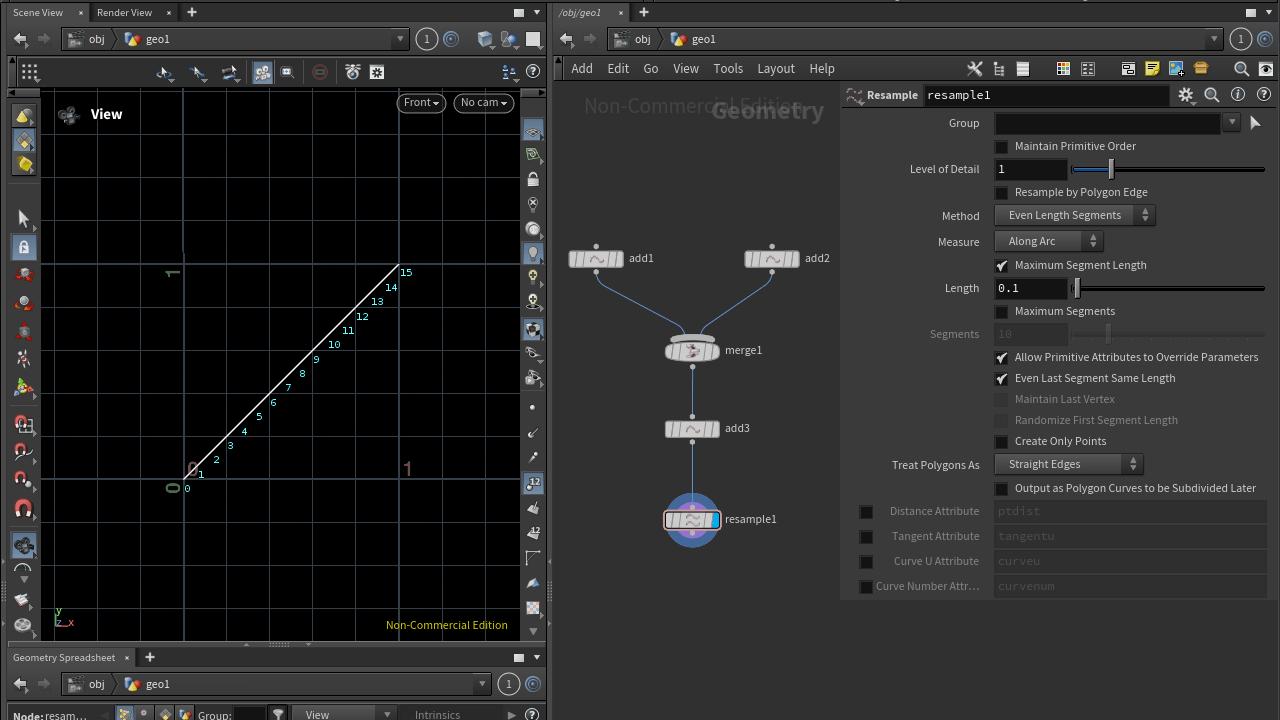 Scene View × Render View × +
obj geo1 1
View
Front No cam
1
15
14
13
12
11
10
9
8
7
6
5
4
3
2
1
0
0
0
1
y
z x
Non-Commercial Edition
12
12
Geometry Spreadsheet × +
obj geo1 1
Node: resam... Group: View Intrinsics
/obj/geo1 × +
obj geo1 1
Add Edit Go View Tools Layout Help
Non-Commercial Edition
Geometry
add1
add2
merge1
add3
resample1
Resample resample1
Group
Maintain Primitive Order
Level of Detail 1
Resample by Polygon Edge
Method Even Length Segments
Measure Along Arc
Maximum Segment Length
Length 0.1
Maximum Segments
Segments 10
Allow Primitive Attributes to Override Parameters
Even Last Segment Same Length
Maintain Last Vertex
Randomize First Segment Length
Create Only Points
Treat Polygons As Straight Edges
Output as Polygon Curves to be Subdivided Later
Distance Attribute ptdist
Tangent Attribute tangentu
Curve U Attribute curveu
Curve Number Attr... curvenum